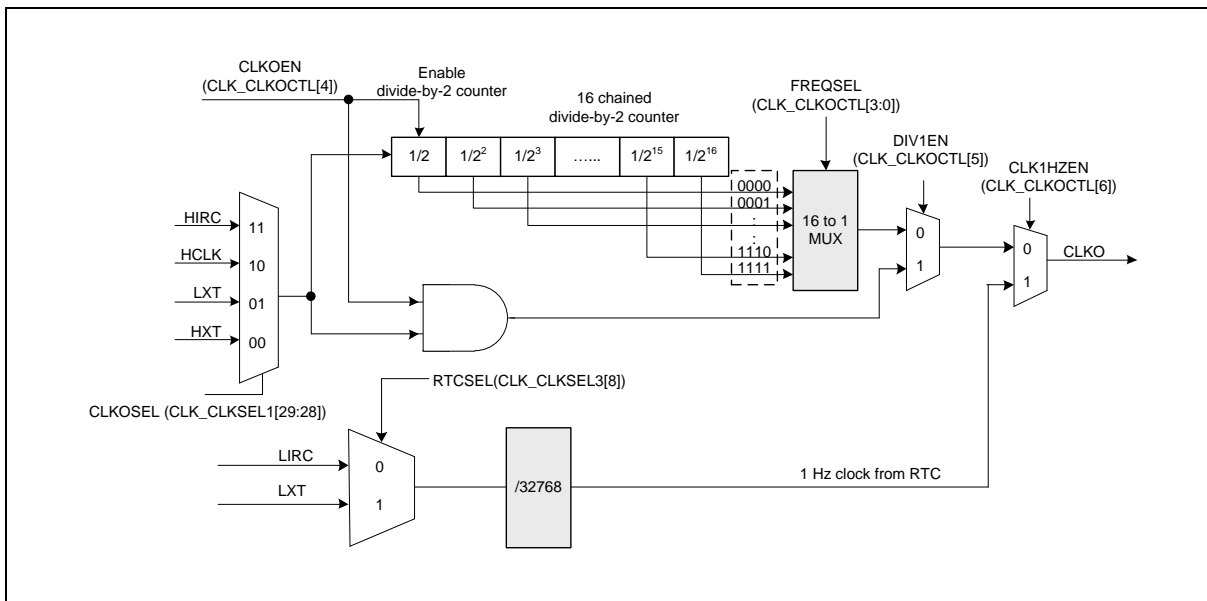 CLKOEN
(CLK_CLKOCTL[4])
Enable
divide-by-2 counter
16 chained
divide-by-2 counter
FREQSEL
(CLK_CLKOCTL[3:0])
DIV1EN
(CLK_CLKOCTL[5])
CLK1HZEN
(CLK_CLKOCTL[6])
1/2
1/2²
1/2³
…...
1/2¹⁵
1/2¹⁶
0000
0001
:
:
1110
1111
16 to 1
MUX
0
1
0
1
CLKO
HIRC
HCLK
LXT
HXT
11
10
01
00
CLKOSEL (CLK_CLKSEL1[29:28])
RTCSEL(CLK_CLKSEL3[8])
LIRC
LXT
0
1
/32768
1 Hz clock from RTC